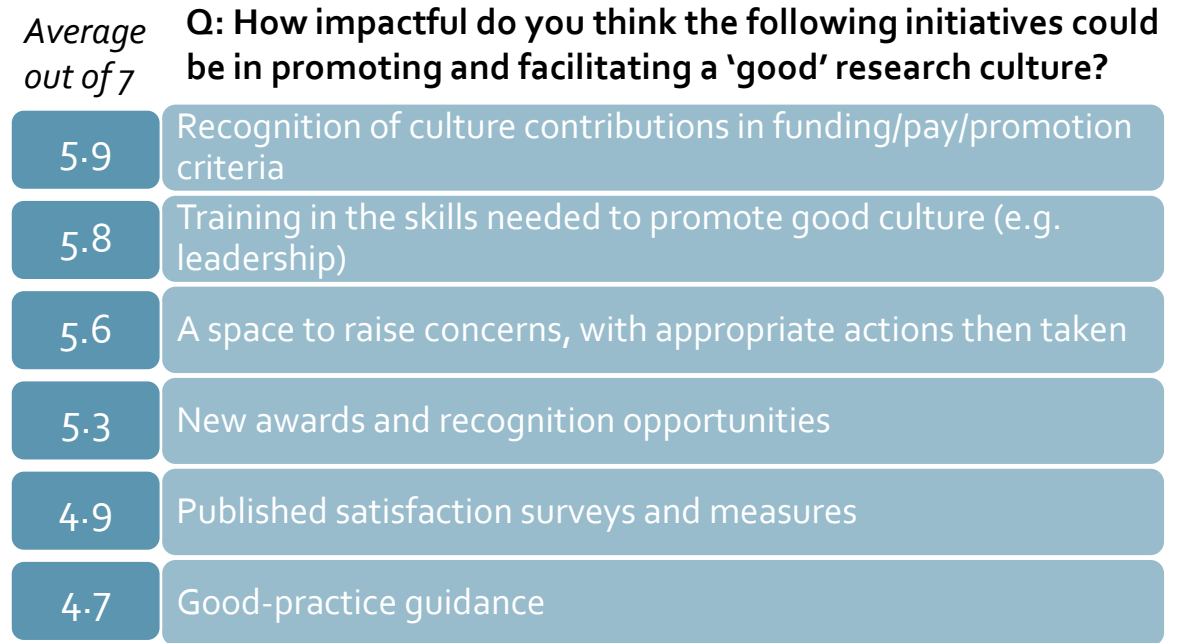 Average
out of 7
Q: How impactful do you think the following initiatives could
be in promoting and facilitating a ‘good’ research culture?
5.9
Recognition of culture contributions in funding/pay/promotion
criteria
5.8
Training in the skills needed to promote good culture (e.g.
leadership)
5.6
A space to raise concerns, with appropriate actions then taken
5.3
New awards and recognition opportunities
4.9
Published satisfaction surveys and measures
4.7
Good-practice guidance